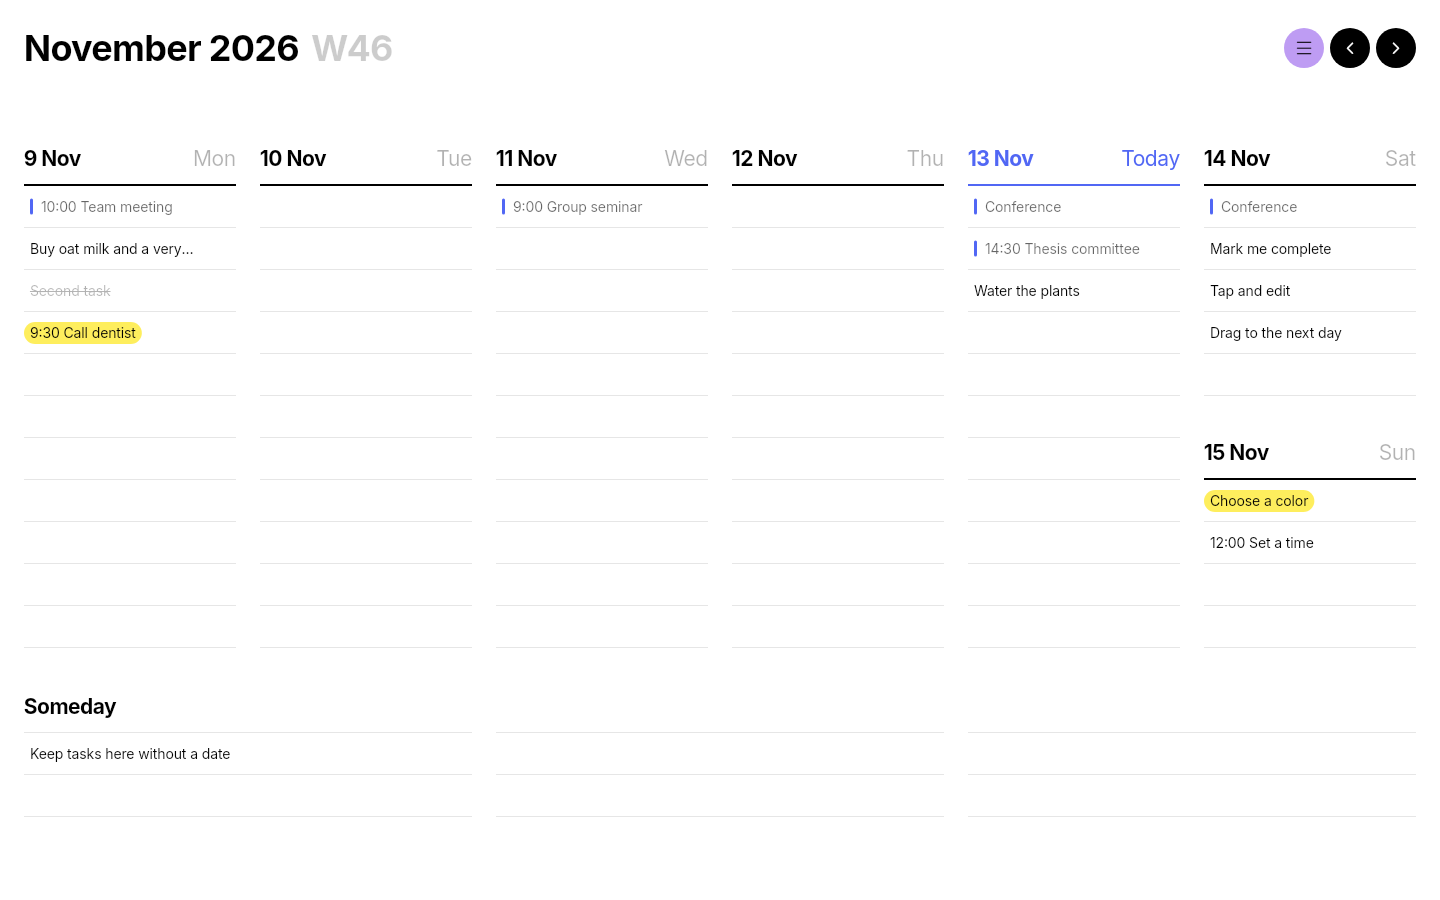 November 2026 W46
9 Nov Mon
10:00 Team meeting
Buy oat milk and a very...
Second task
9:30 Call dentist
10 Nov Tue
11 Nov Wed
9:00 Group seminar
12 Nov Thu
13 Nov Today
Conference
14:30 Thesis committee
Water the plants
14 Nov Sat
Conference
Mark me complete
Tap and edit
Drag to the next day
15 Nov Sun
Choose a color
12:00 Set a time
Someday
Keep tasks here without a date